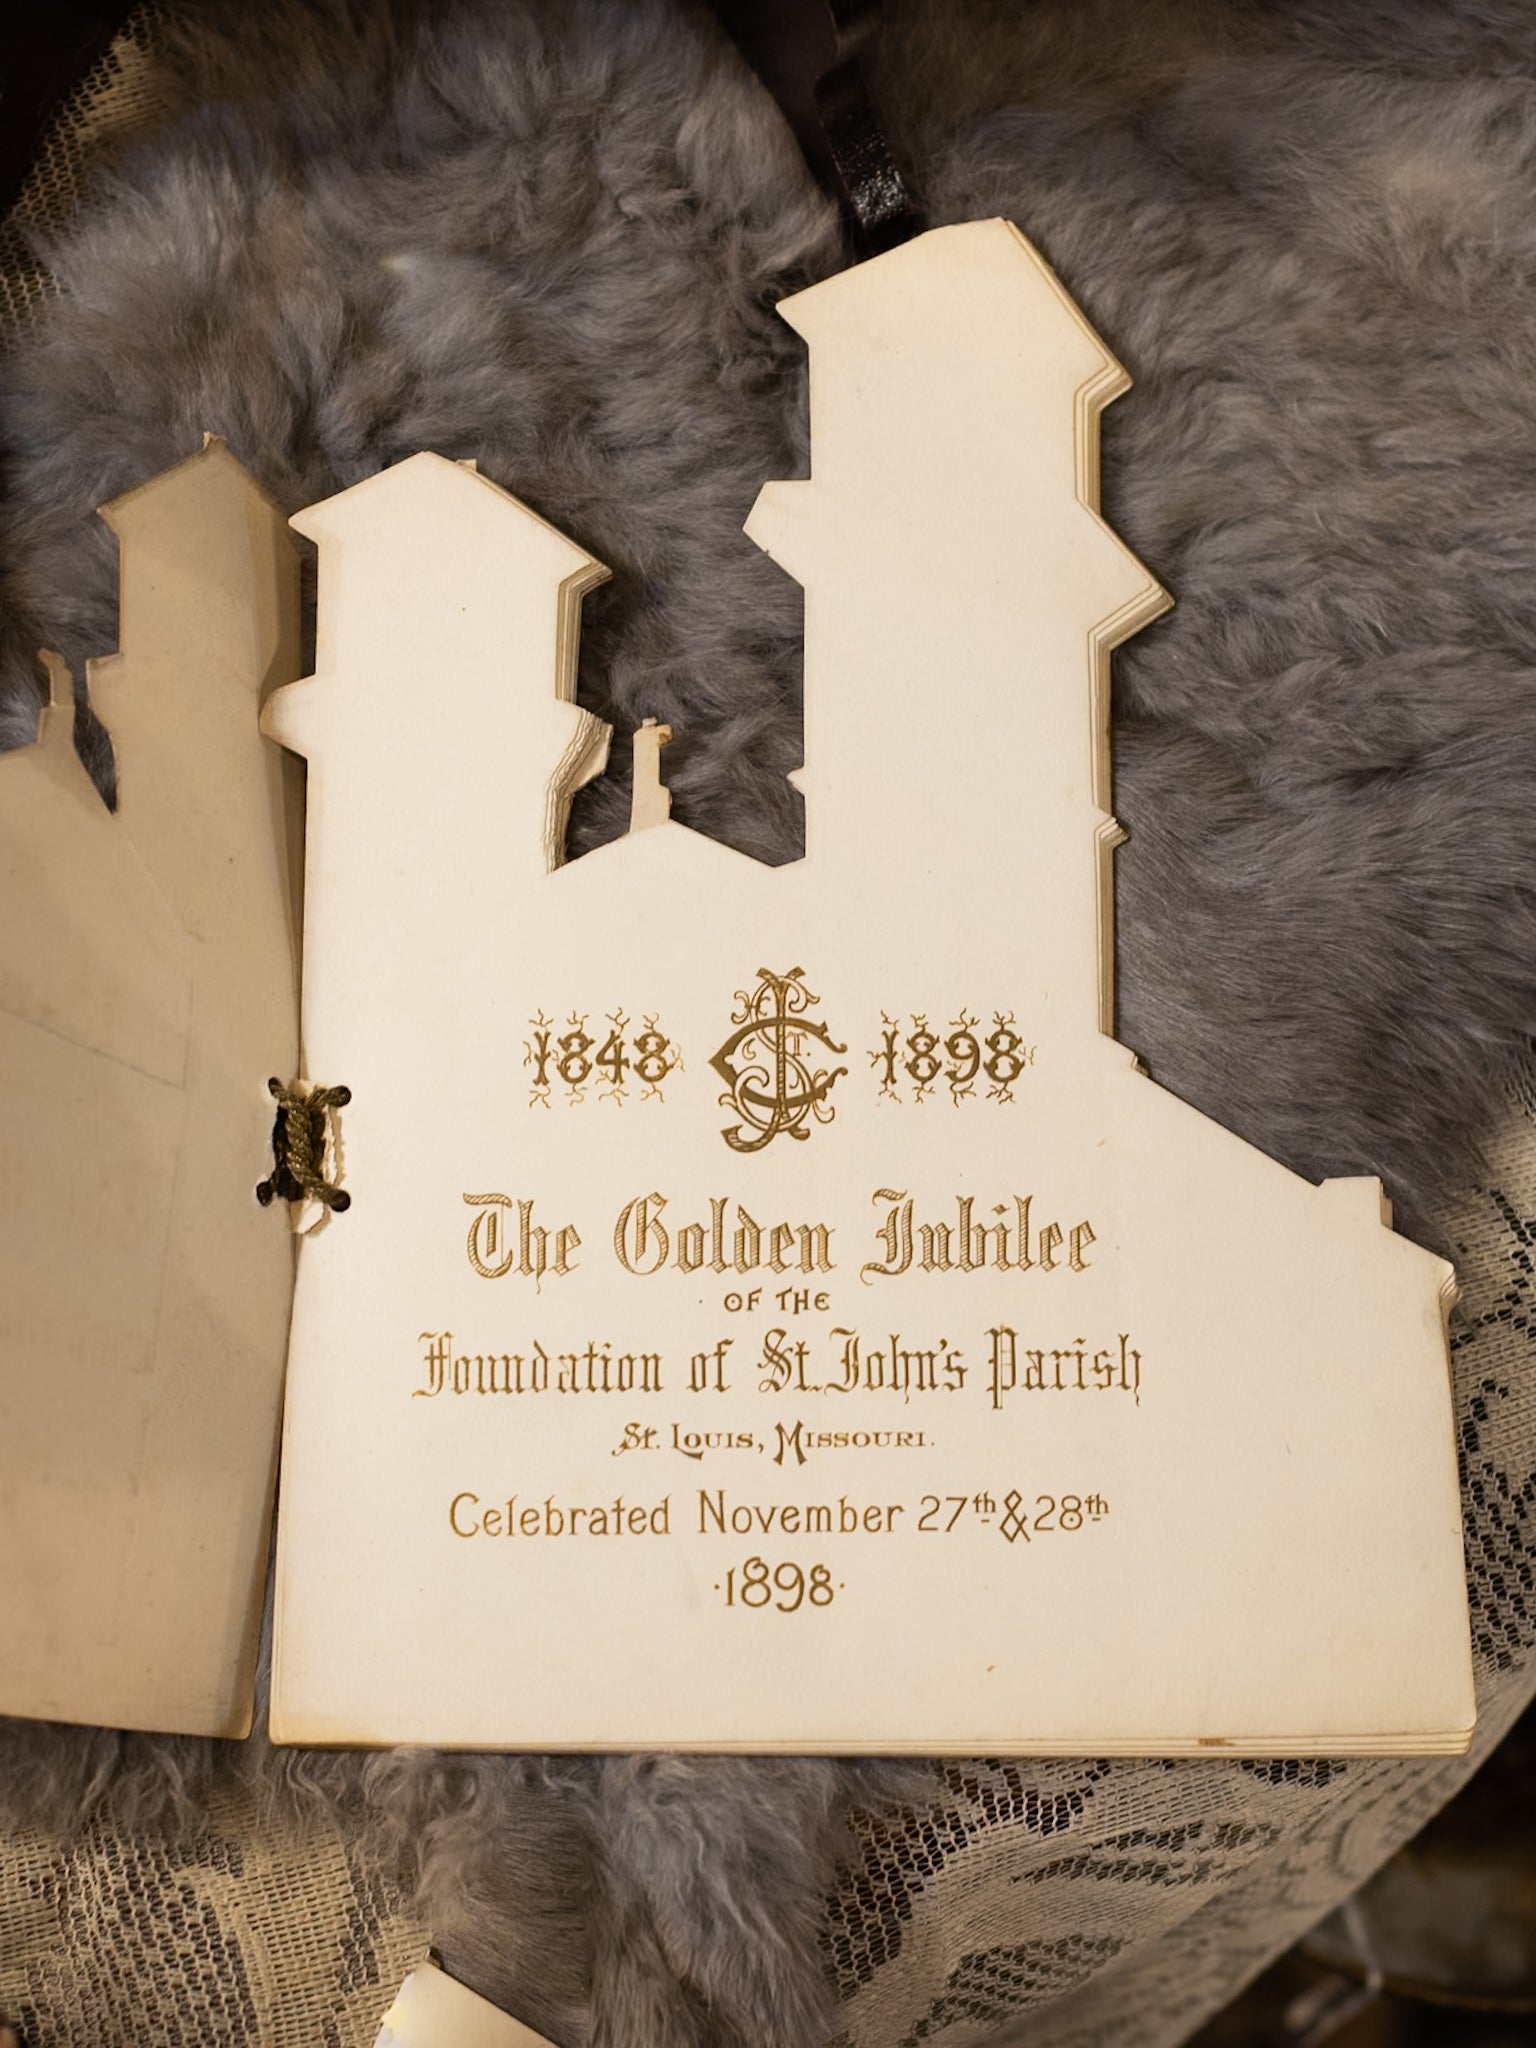 1848 1898
The Golden Jubilee
OF THE
Foundation of St. John's Parish
St. Louis, Missouri.
Celebrated November 27th & 28th
·1898·